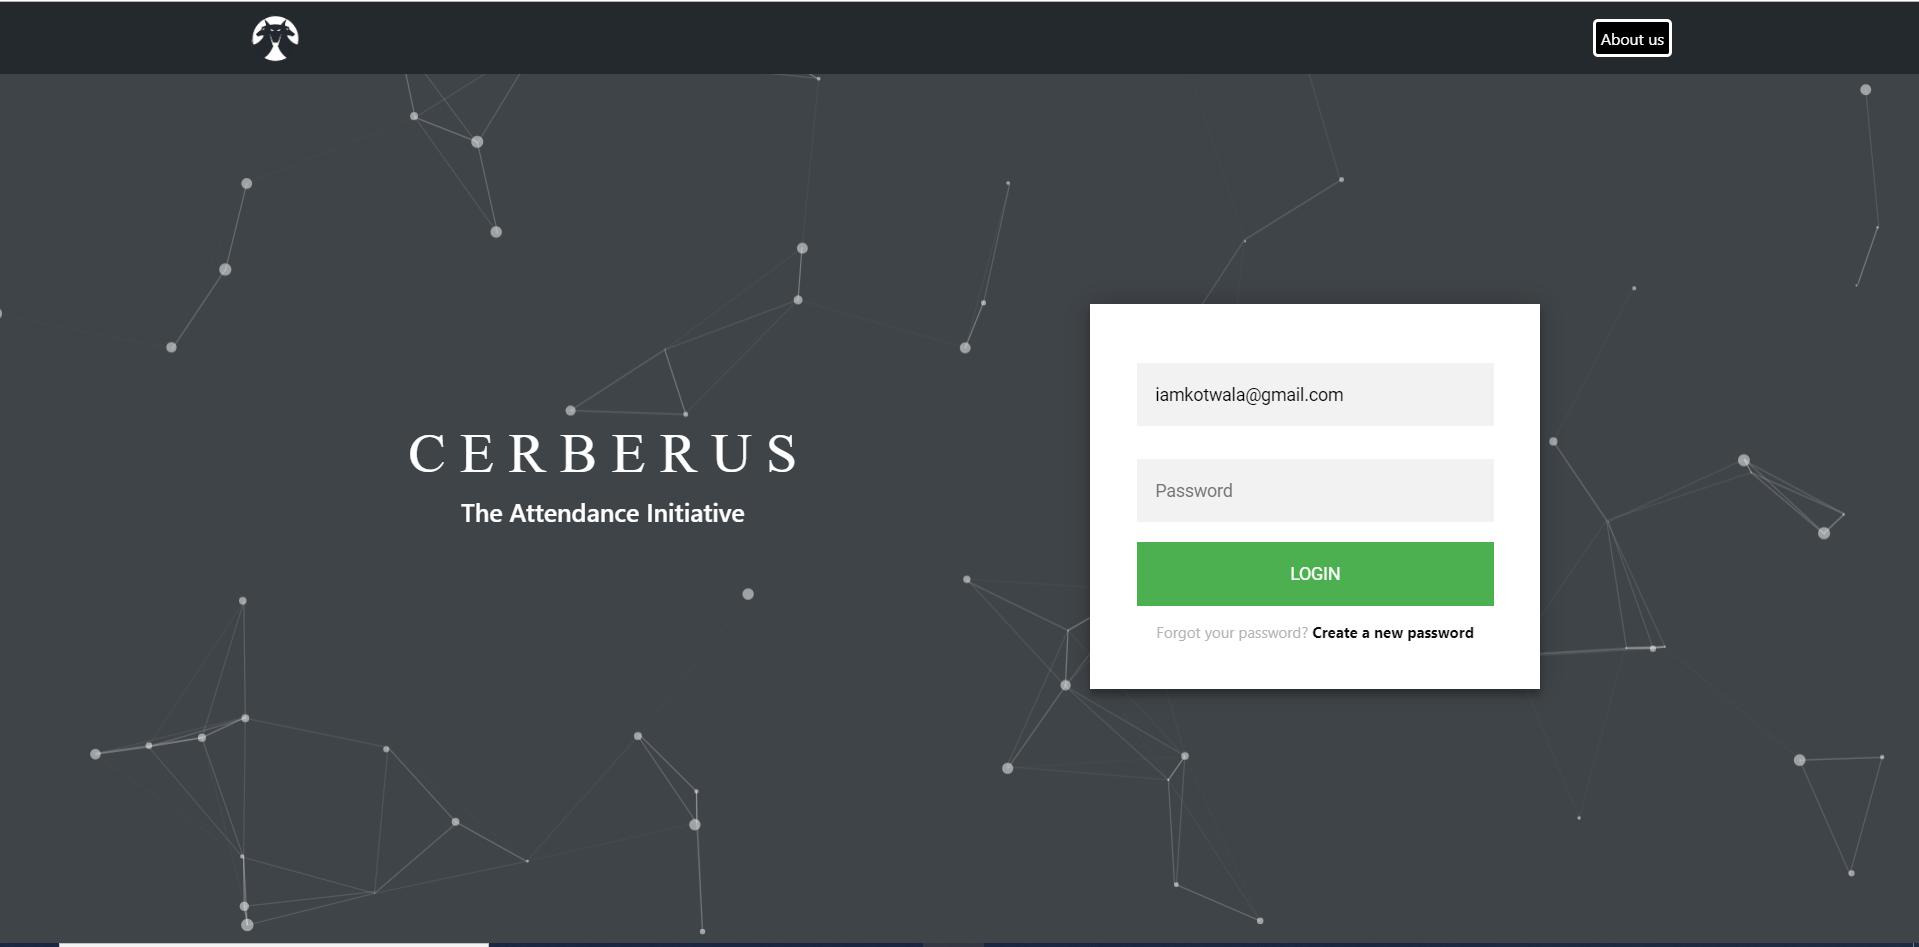 About us
CERBERUS
The Attendance Initiative
iamkotwala@gmail.com
Password
LOGIN
Forgot your password? Create a new password